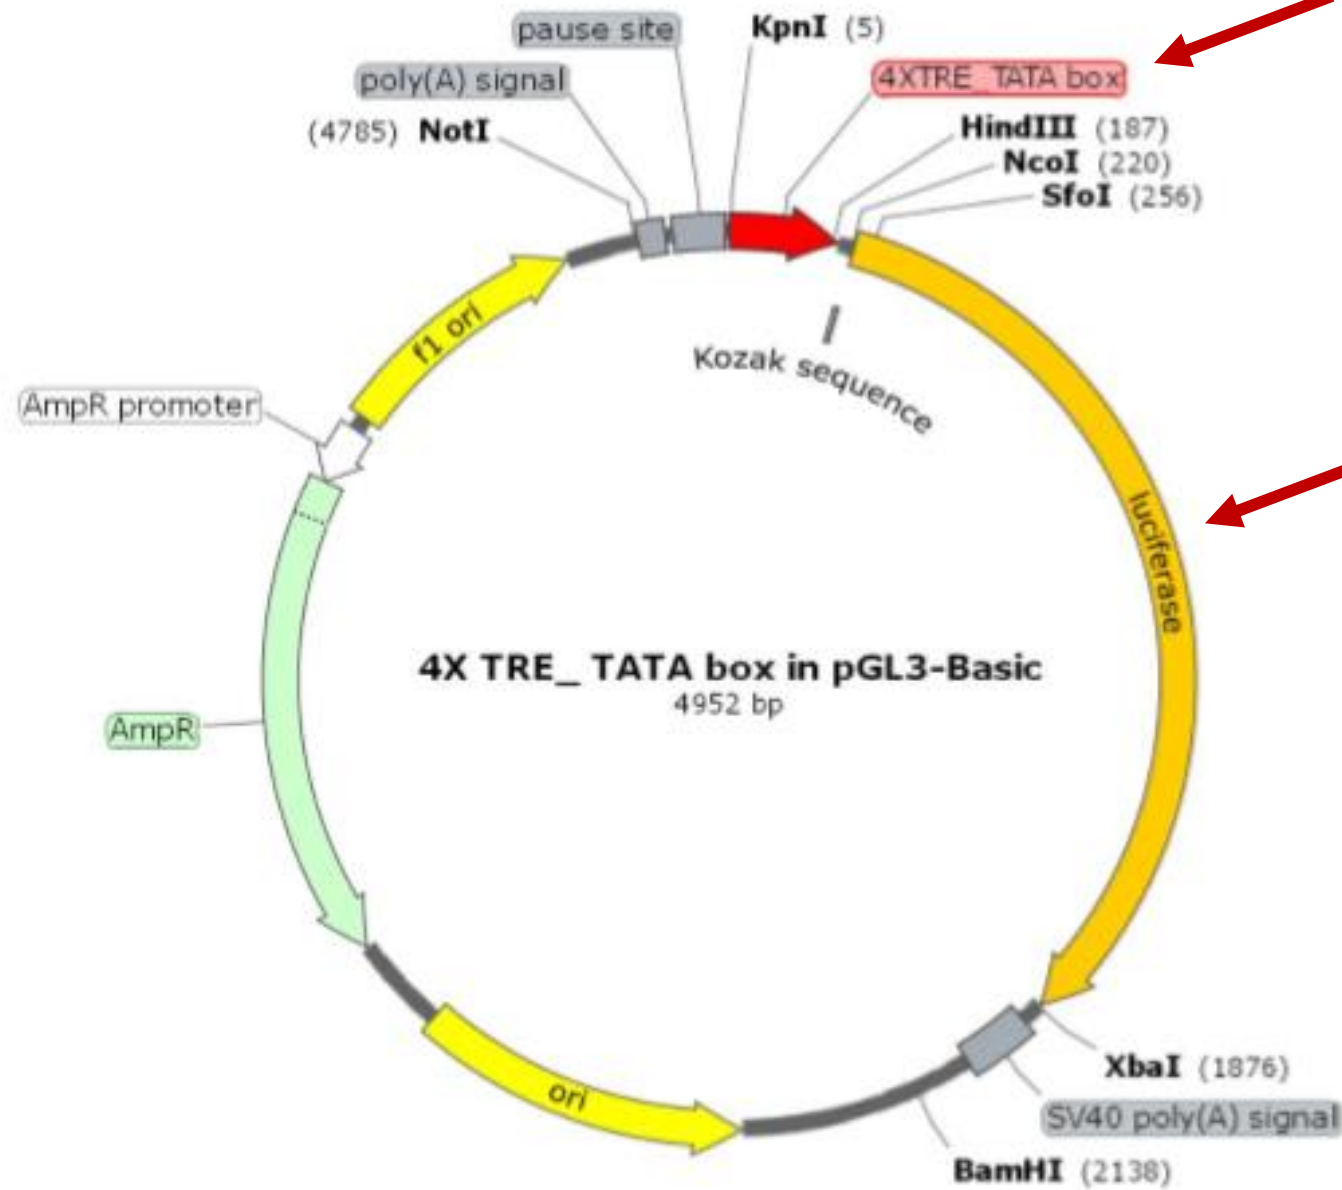 pause site
KpnI (5)
poly(A) signal
4XTRE_TATA box
(4785) NotI
HindIII (187)
NcoI (220)
SfoI (256)
f1 ori
Kozak sequence
AmpR promoter
luciferase
4X TRE_ TATA box in pGL3-Basic
4952 bp
AmpR
ori
XbaI (1876)
SV40 poly(A) signal
BamHI (2138)